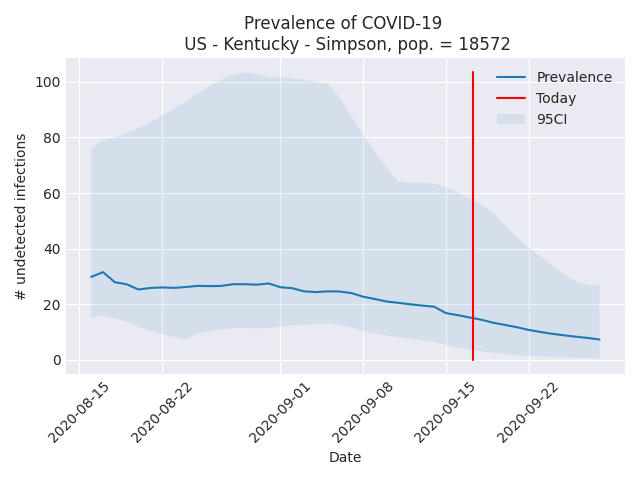 Prevalence of COVID-19
US - Kentucky - Simpson, pop. = 18572
# undetected infections
100
80
60
40
20
0
Prevalence
Today
95CI
2020-08-15
2020-08-22
2020-09-01
2020-09-08
2020-09-15
2020-09-22
Date